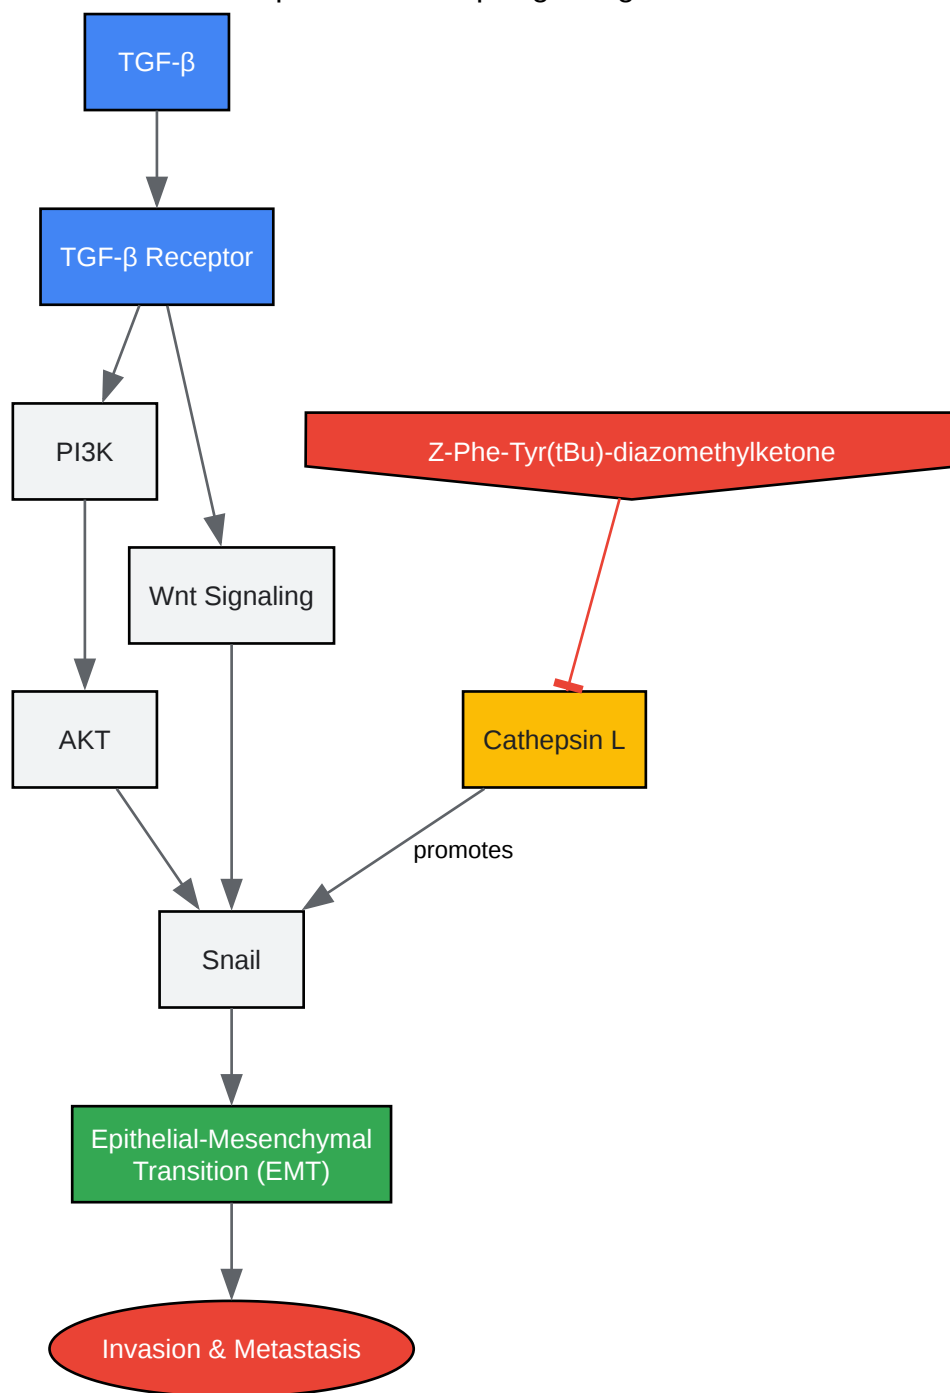 TGF-β
TGF-β Receptor
PI3K
Z-Phe-Tyr(tBu)-diazomethylketone
Wnt Signaling
AKT
Cathepsin L
promotes
Snail
Epithelial-Mesenchymal
Transition (EMT)
Invasion & Metastasis